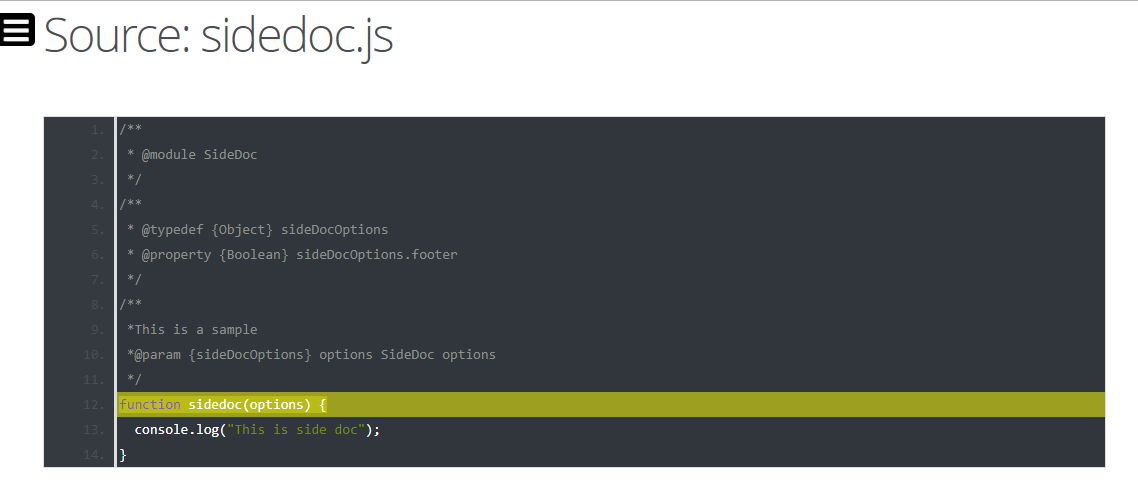 Source: sidedoc.js
1. /**
2.  * @module SideDoc
3.  */
4. /**
5.  * @typedef {Object} sideDocOptions
6.  * @property {Boolean} sideDocOptions.footer
7.  */
8. /**
9.  *This is a sample
10.  *@param {sideDocOptions} options SideDoc options
11.  */
12. function sidedoc(options) {
13.   console.log("This is side doc");
14. }